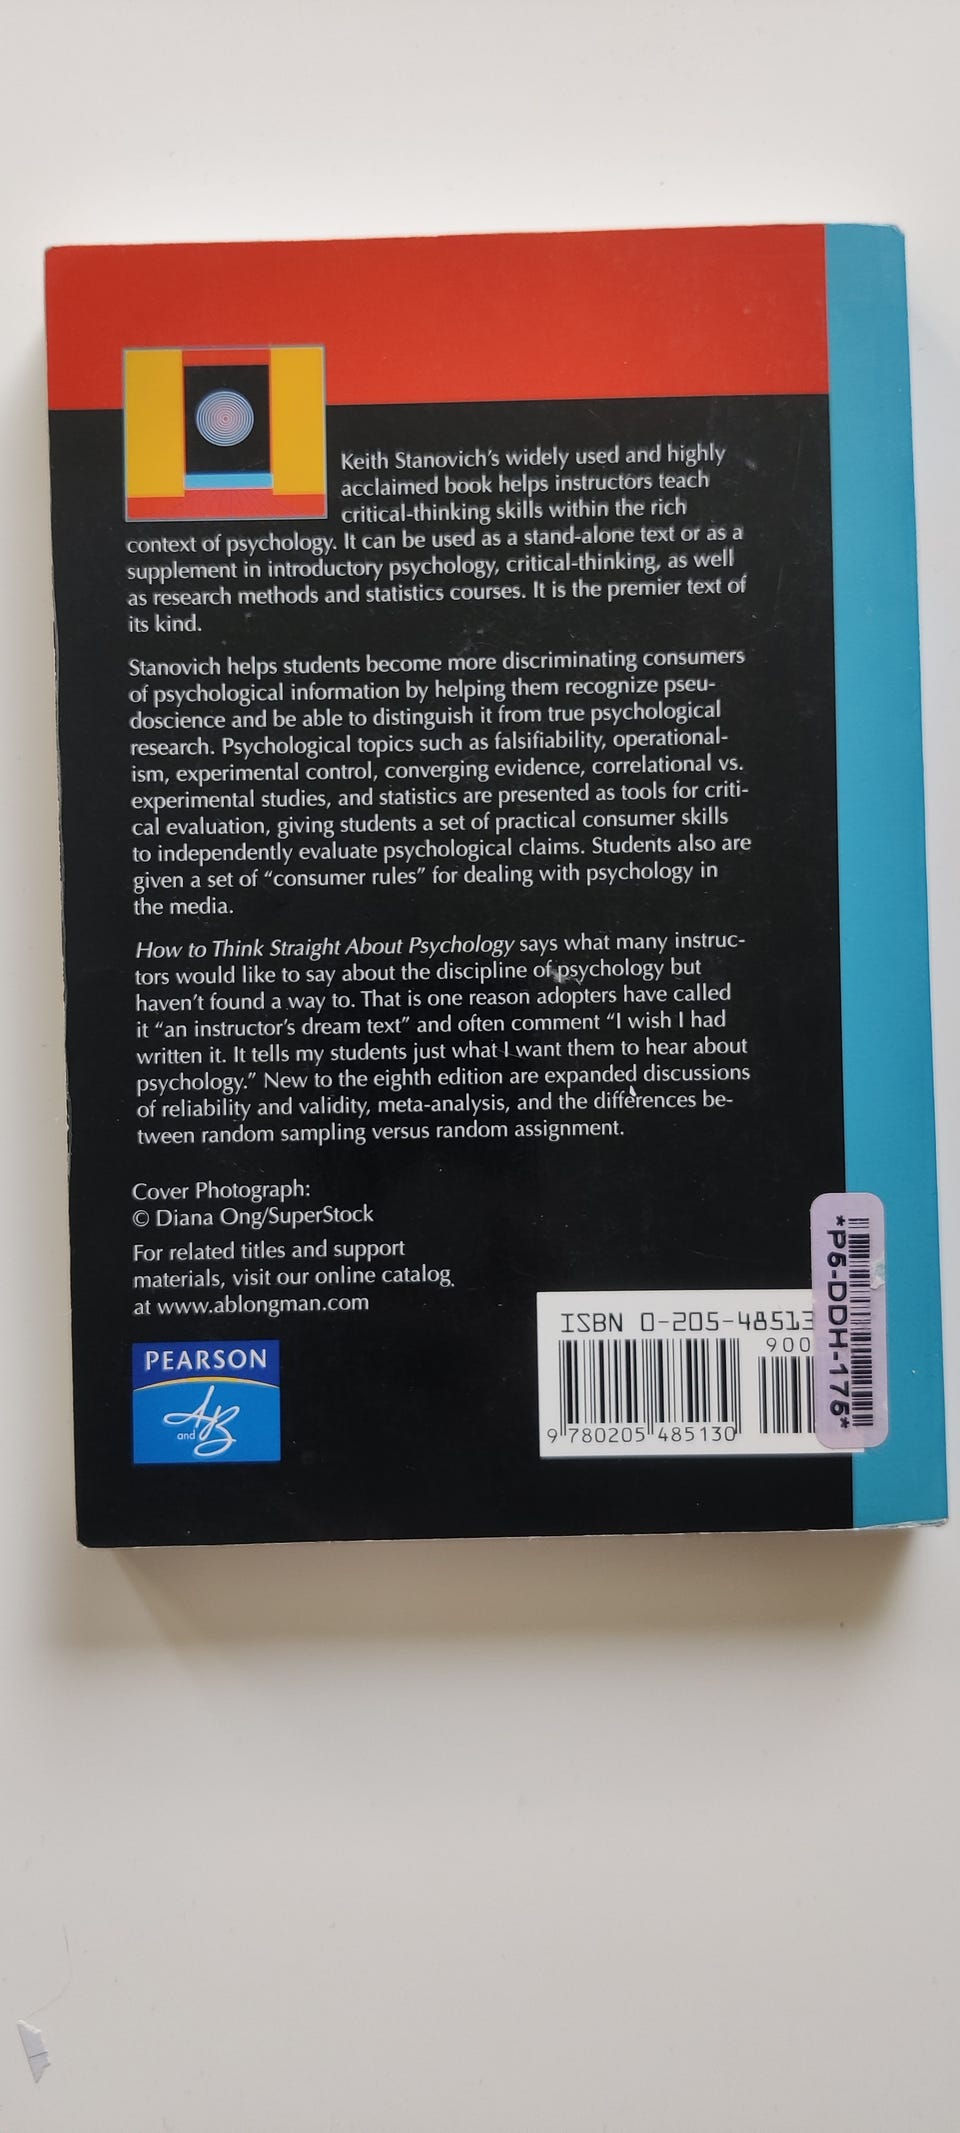 Keith Stanovich's widely used and highly
acclaimed book helps instructors teach
critical-thinking skills within the rich
context of psychology. It can be used as a stand-alone text or as a
supplement in introductory psychology, critical-thinking, as well
as research methods and statistics courses. It is the premier text of
its kind.
Stanovich helps students become more discriminating consumers
of psychological information by helping them recognize pseu-
doscience and be able to distinguish it from true psychological
research. Psychological topics such as falsifiability, operational-
ism, experimental control, converging evidence, correlational vs.
experimental studies, and statistics are presented as tools for criti-
cal evaluation, giving students a set of practical consumer skills
to independently evaluate psychological claims. Students also are
given a set of “consumer rules” for dealing with psychology in
the media.
How to Think Straight About Psychology says what many instruc-
tors would like to say about the discipline of psychology but
haven't found a way to. That is one reason adopters have called
it “an instructor's dream text” and often comment “I wish I had
written it. It tells my students just what I want them to hear about
psychology.” New to the eighth edition are expanded discussions
of reliability and validity, meta-analysis, and the differences be-
tween random sampling versus random assignment.
Cover Photograph:
© Diana Ong/SuperStock
For related titles and support
materials, visit our online catalog
at www.ablongman.com
PEARSON
A and B
ISBN 0-205-48513
900
9 780205 485130
*P6-DDH-176*